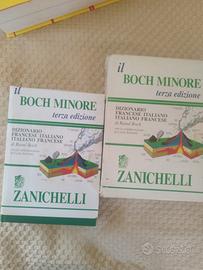 il
BOCH MINORE
terza edizione
DIZIONARIO
FRANCESE ITALIANO
ITALIANO FRANCESE
di Raoul Boch
ZANICHELLI
il
BOCH MINORE
terza edizione
DIZIONARIO
FRANCESE ITALIANO
ITALIANO FRANCESE
di Raoul Boch
ZANICHELLI
subito